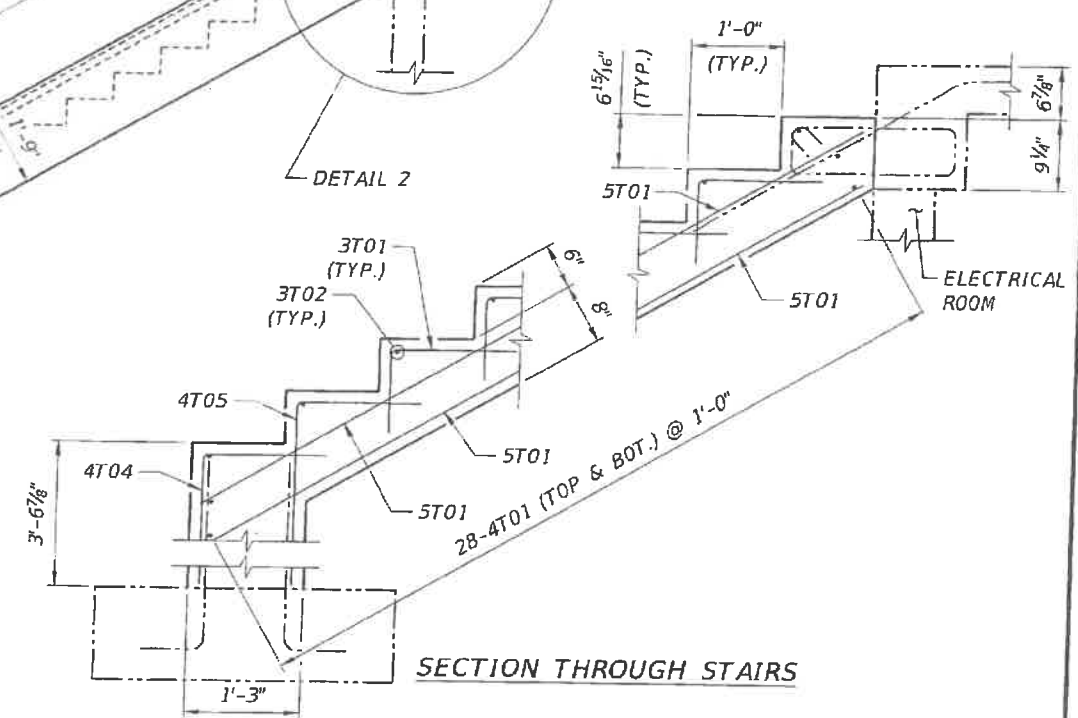 1'-9"
DETAIL 2
1'-0"
(TYP.)
6 15/16"
(TYP.)
6 7/8"
9 1/4"
5T01
3T01
(TYP.)
3T02
(TYP.)
6"
8"
5T01
ELECTRICAL
ROOM
4T05
4T04
5T01
5T01
3'-6 7/8"
28-4T01 (TOP & BOT.) @ 1'-0"
1'-3"
SECTION THROUGH STAIRS